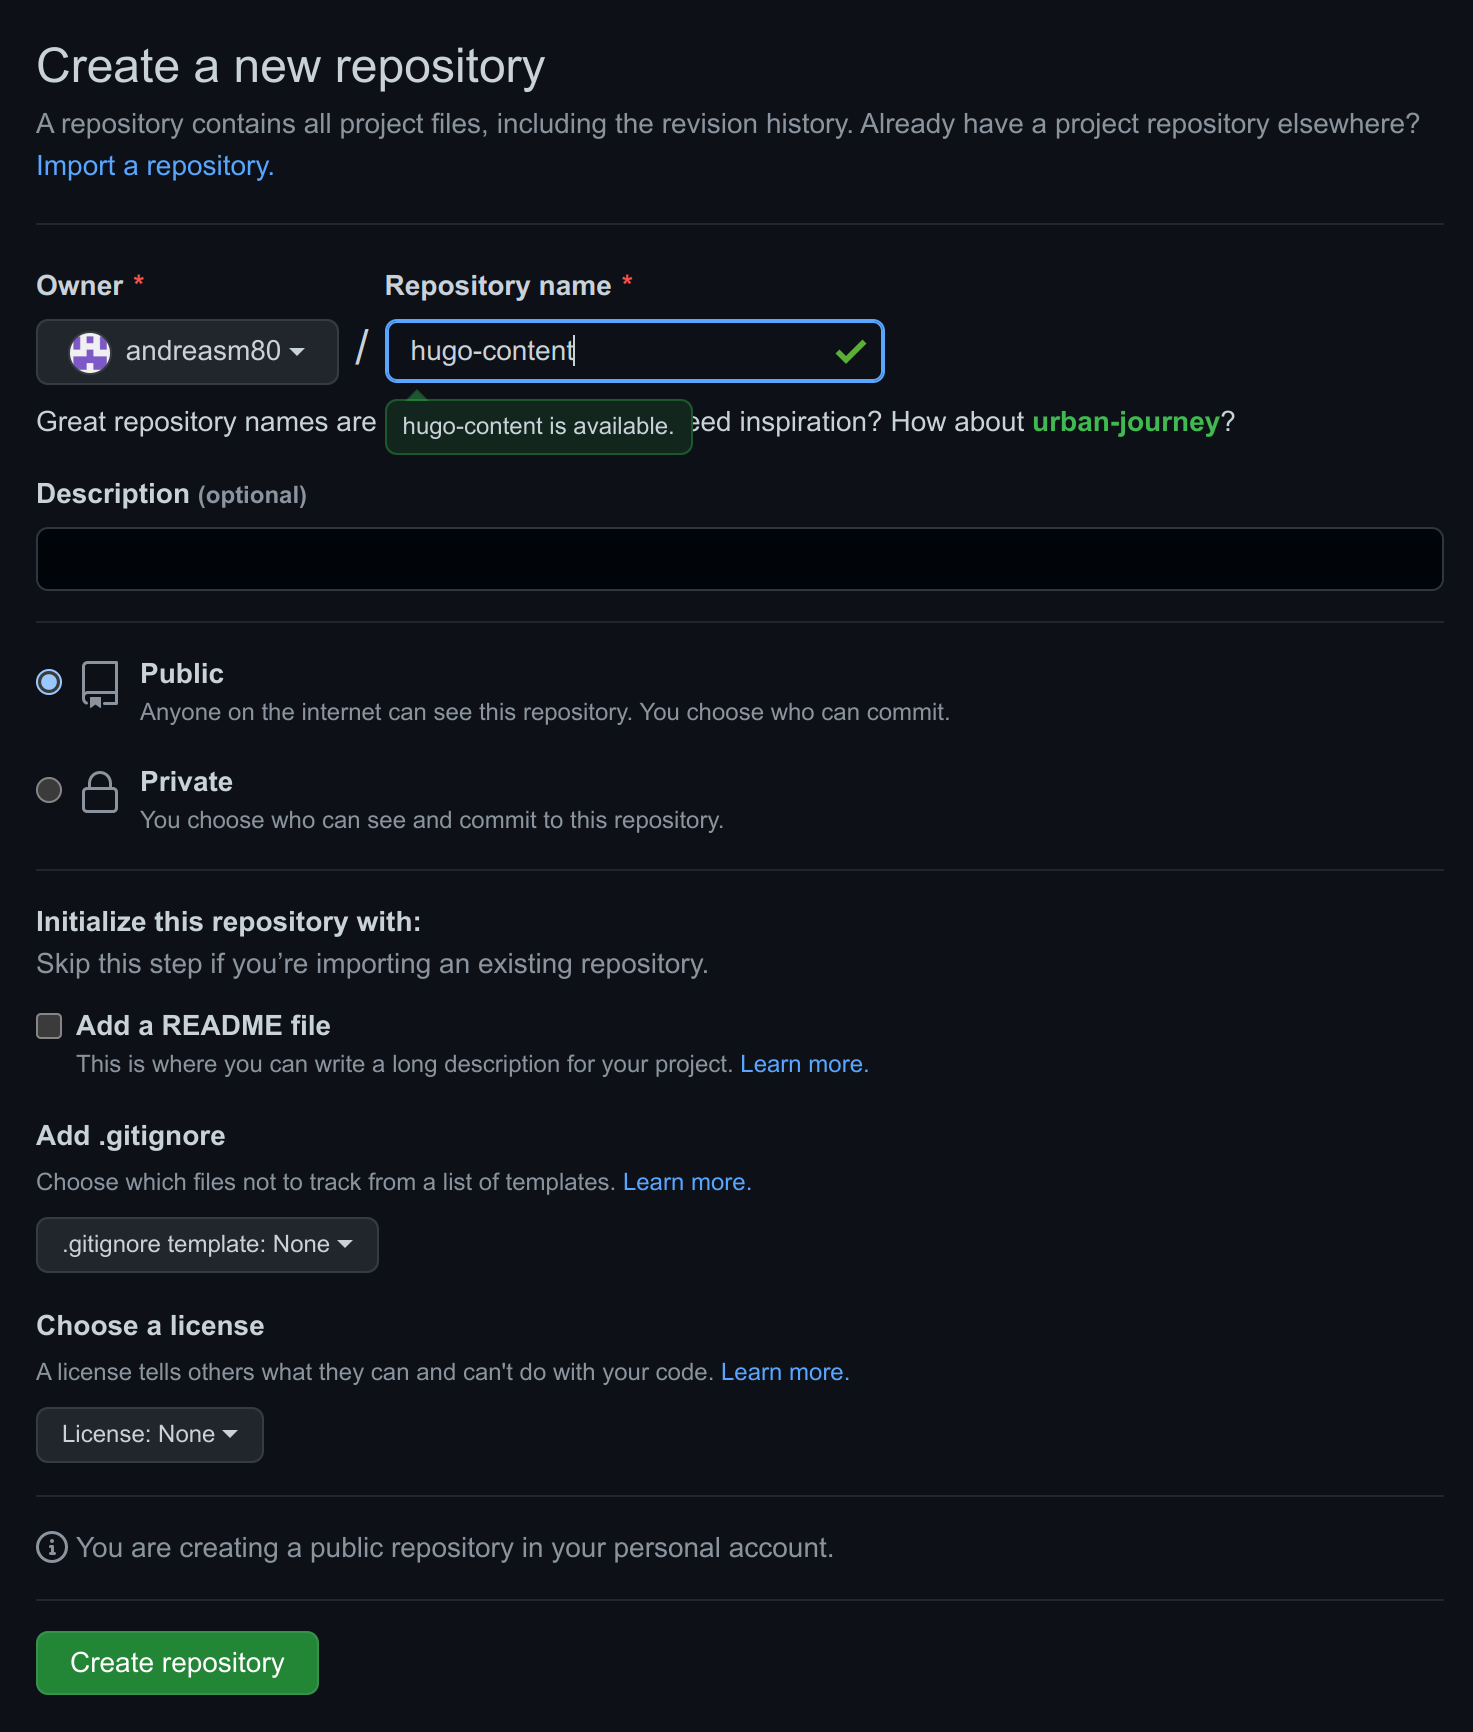 Create a new repository
A repository contains all project files, including the revision history. Already have a project repository elsewhere?
Import a repository.
Owner * Repository name *
andreasm80 / hugo-content
Great repository names are hugo-content is available. eed inspiration? How about urban-journey?
Description (optional)
Public
Anyone on the internet can see this repository. You choose who can commit.
Private
You choose who can see and commit to this repository.
Initialize this repository with:
Skip this step if you’re importing an existing repository.
Add a README file
This is where you can write a long description for your project. Learn more.
Add .gitignore
Choose which files not to track from a list of templates. Learn more.
.gitignore template: None
Choose a license
A license tells others what they can and can't do with your code. Learn more.
License: None
You are creating a public repository in your personal account.
Create repository